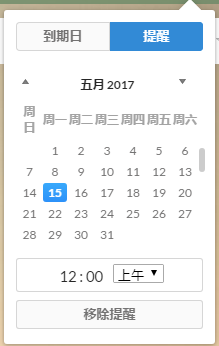 到期日 提醒
五月 2017
周日 周一 周二 周三 周四 周五 周六
1 2 3 4 5 6
7 8 9 10 11 12 13
14 15 16 17 18 19 20
21 22 23 24 25 26 27
28 29 30 31
12:00 上午
移除提醒